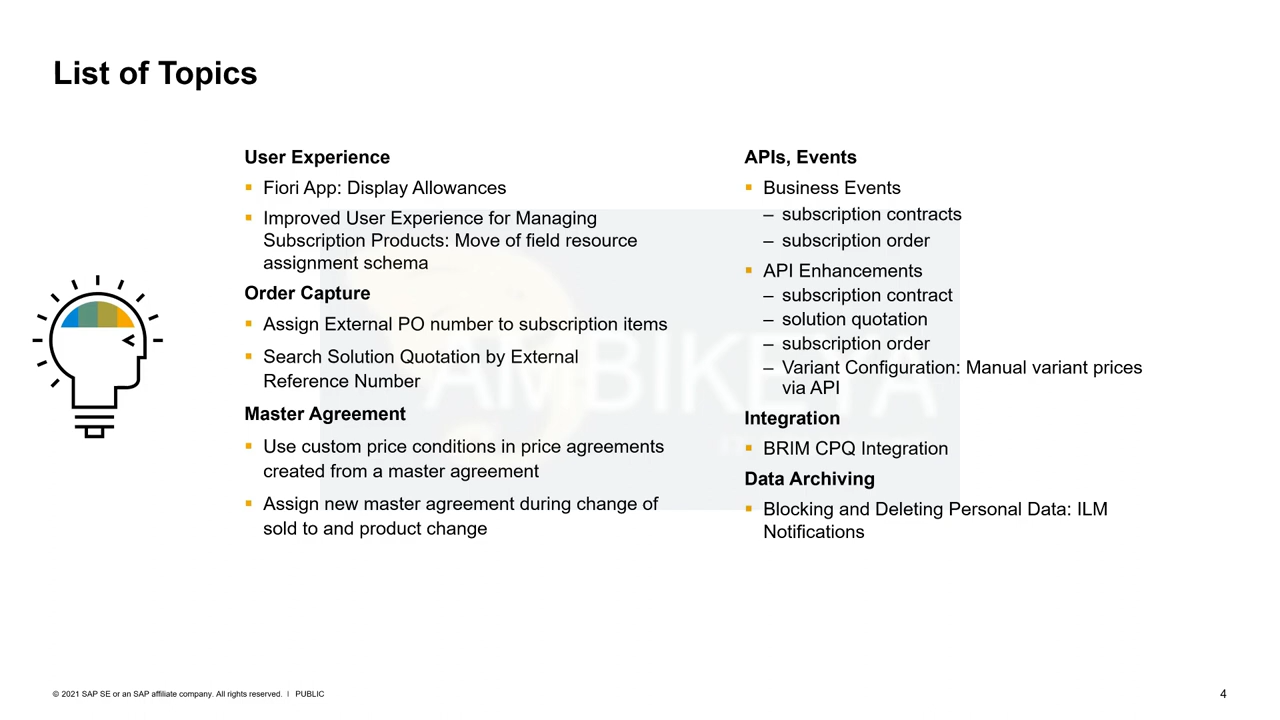 List of Topics
User Experience
▪ Fiori App: Display Allowances
▪ Improved User Experience for Managing
Subscription Products: Move of field resource
assignment schema
Order Capture
▪ Assign External PO number to subscription items
▪ Search Solution Quotation by External
Reference Number
Master Agreement
▪ Use custom price conditions in price agreements
created from a master agreement
▪ Assign new master agreement during change of
sold to and product change
APIs, Events
▪ Business Events
– subscription contracts
– subscription order
▪ API Enhancements
– subscription contract
– solution quotation
– subscription order
– Variant Configuration: Manual variant prices
via API
Integration
▪ BRIM CPQ Integration
Data Archiving
▪ Blocking and Deleting Personal Data: ILM
Notifications
AMBIKEYA
© 2021 SAP SE or an SAP affiliate company. All rights reserved. ǀ PUBLIC
4